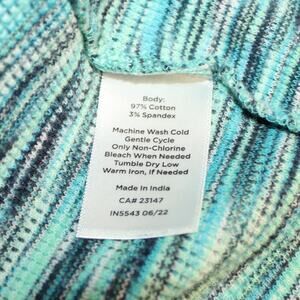 Body:
97% Cotton
3% Spandex
Machine Wash Cold
Gentle Cycle
Only Non-Chlorine
Bleach When Needed
Tumble Dry Low
Warm Iron, If Needed
Made In India
CA# 23147
IN5543 06/22